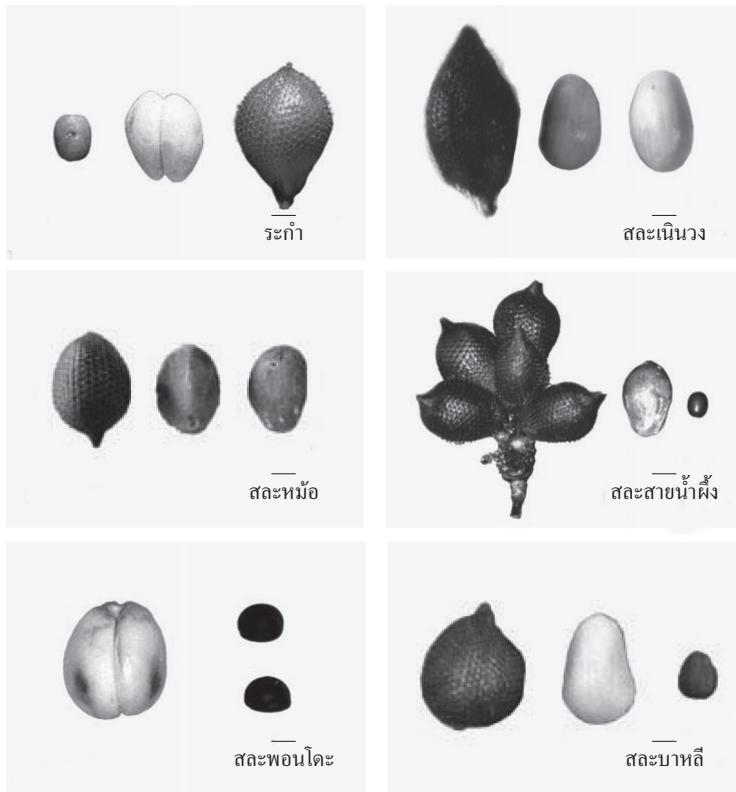 ระกำ
สละเนินวง
สละหม้อ
สละสายน้ำผึ้ง
สละพอนโดะ
สละบาหลี